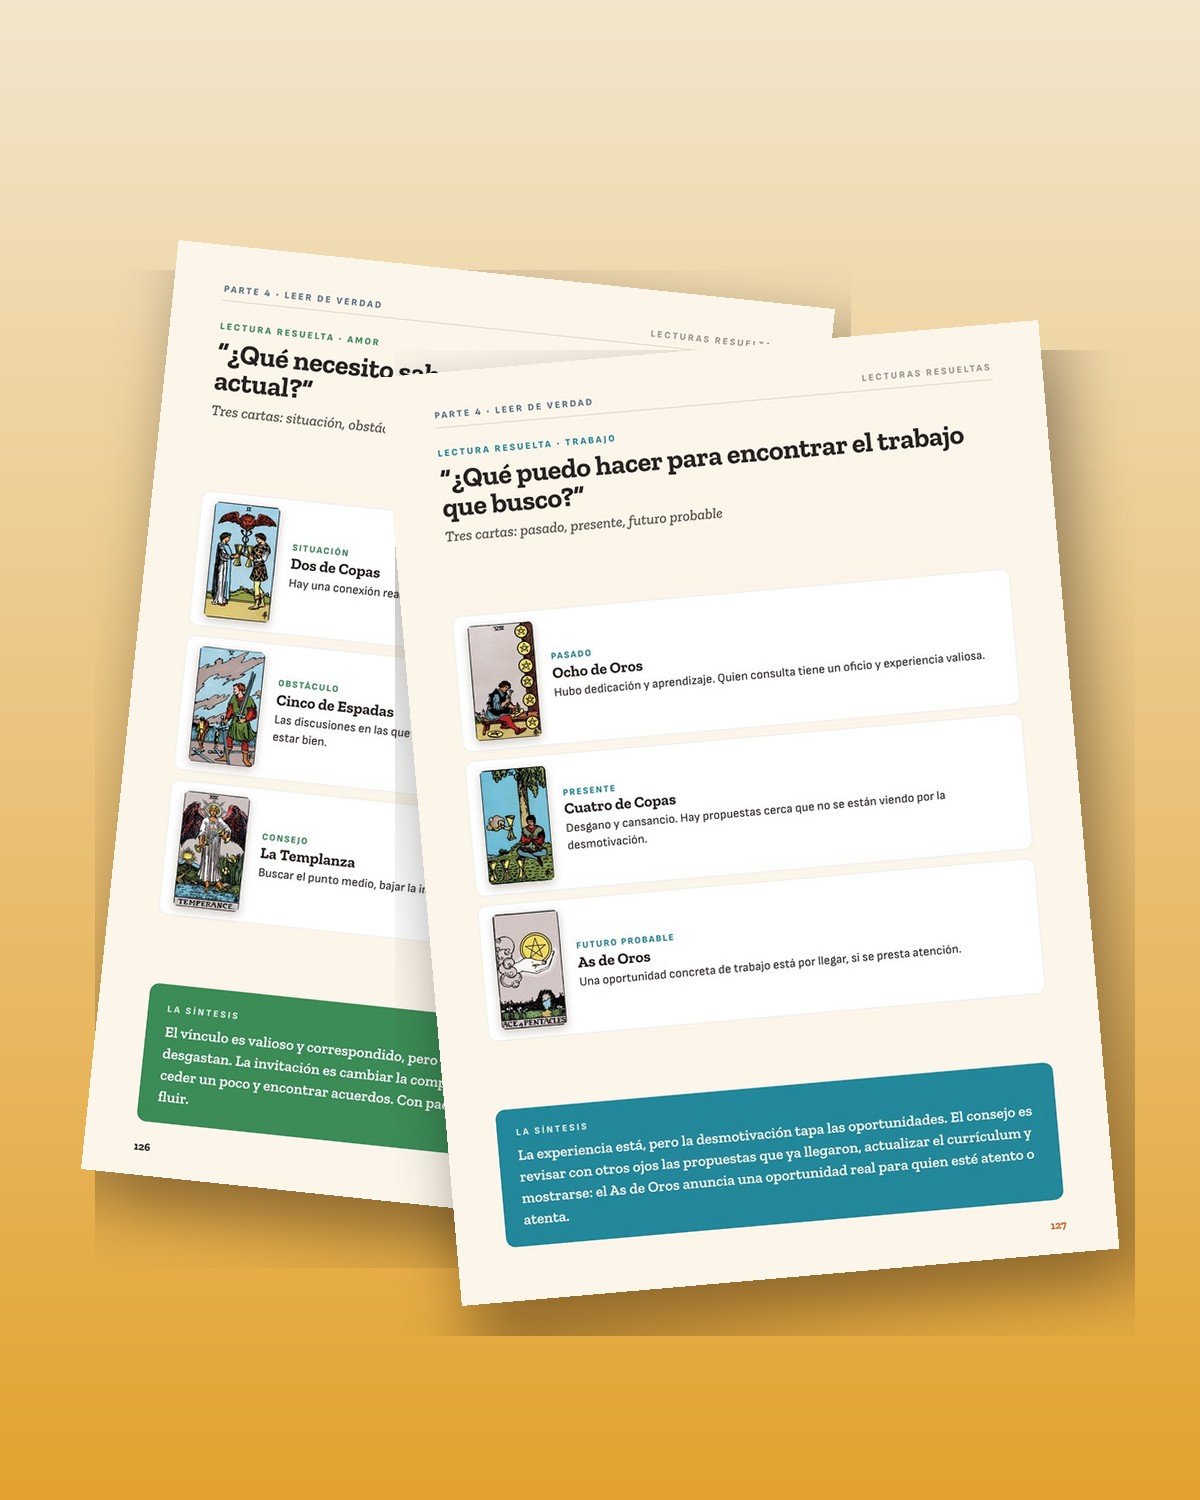 PARTE 4 · LEER DE VERDAD
LECTURA RESUELTA · AMOR
"¿Qué necesito
actual?"
Tres cartas: situación,
SITUACIÓN
Dos de Copas
Hay una conexión
OBSTÁCULO
Cinco de Espadas
Las discusiones en las que
estar bien.
CONSEJO
La Templanza
Buscar el punto medio, bajar la
TEMPERANCE.
LA SÍNTESIS
El vínculo es valioso y correspondido, pero
desgastan. La invitación es cambiar la
ceder un poco y encontrar acuerdos. Con
fluir.
126
PARTE 4 · LEER DE VERDAD
LECTURAS RESUELTAS
LECTURA RESUELTA · TRABAJO
"¿Qué puedo hacer para encontrar el trabajo
que busco?"
Tres cartas: pasado, presente, futuro probable
VIII
PASADO
Ocho de Oros
Hubo dedicación y aprendizaje. Quien consulta tiene un oficio y experiencia valiosa.
PRESENTE
Cuatro de Copas
Desgano y cansancio. Hay propuestas cerca que no se están viendo por la
desmotivación.
FUTURO PROBABLE
As de Oros
Una oportunidad concreta de trabajo está por llegar, si se presta atención.
ACE of PENTACLES
LA SÍNTESIS
La experiencia está, pero la desmotivación tapa las oportunidades. El consejo es
revisar con otros ojos las propuestas que ya llegaron, actualizar el currículum y
mostrarse: el As de Oros anuncia una oportunidad real para quien esté atento o
atenta.
127